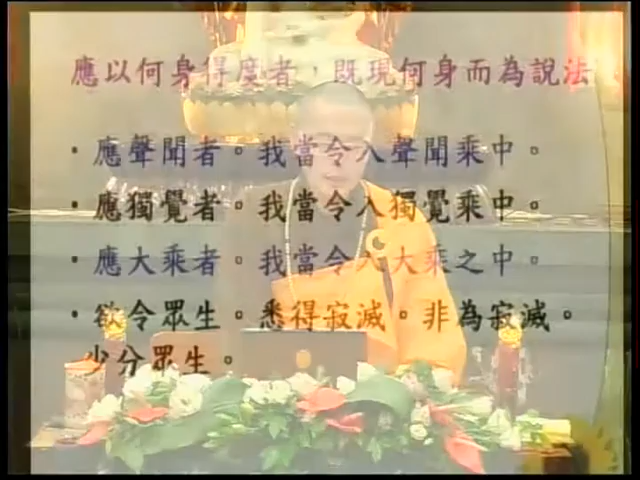 應以何身得度者，既現何身而為說法
・應聲聞者。我當令入聲聞乘中。
・應獨覺者。我當令入獨覺乘中。
・應大乘者。我當令入大乘之中。
・欲令眾生。悉得寂滅。非為寂滅。
少分眾生。